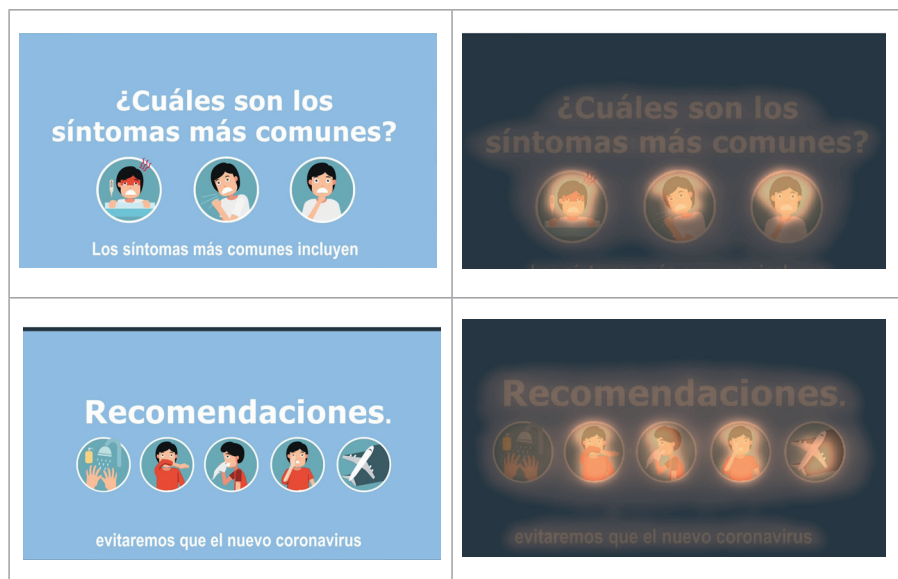 ¿Cuáles son los
síntomas más comunes?
Los síntomas más comunes incluyen
¿Cuáles son los
síntomas más comunes?
Recomendaciones.
evitaremos que el nuevo coronavirus
Recomendaciones.
evitaremos que el nuevo coronavirus